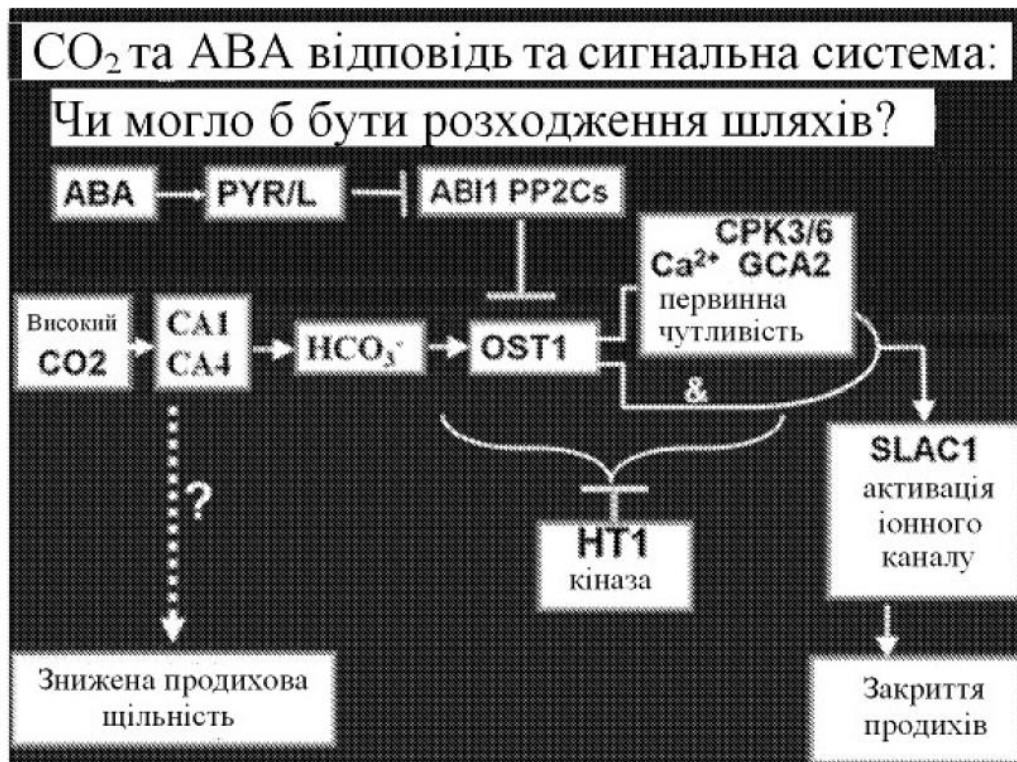 CO₂ та АВА відповідь та сигнальна система:
Чи могло б бути розходження шляхів?
ABA
PYR/L
ABI1 PP2Cs
CPK3/6
Ca²⁺ GCA2
первинна
чутливість
Високий
CO2
CA1
CA4
HCO₃⁻
OST1
&
?
SLAC1
активація
іонного
каналу
HT1
кіназа
Знижена продихова
щільність
Закриття
продихів